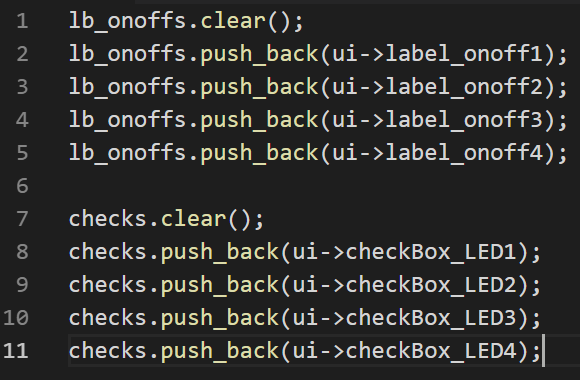 1 lb_onoffs.clear();
2 lb_onoffs.push_back(ui->label_onoff1);
3 lb_onoffs.push_back(ui->label_onoff2);
4 lb_onoffs.push_back(ui->label_onoff3);
5 lb_onoffs.push_back(ui->label_onoff4);
6
7 checks.clear();
8 checks.push_back(ui->checkBox_LED1);
9 checks.push_back(ui->checkBox_LED2);
10 checks.push_back(ui->checkBox_LED3);
11 checks.push_back(ui->checkBox_LED4);